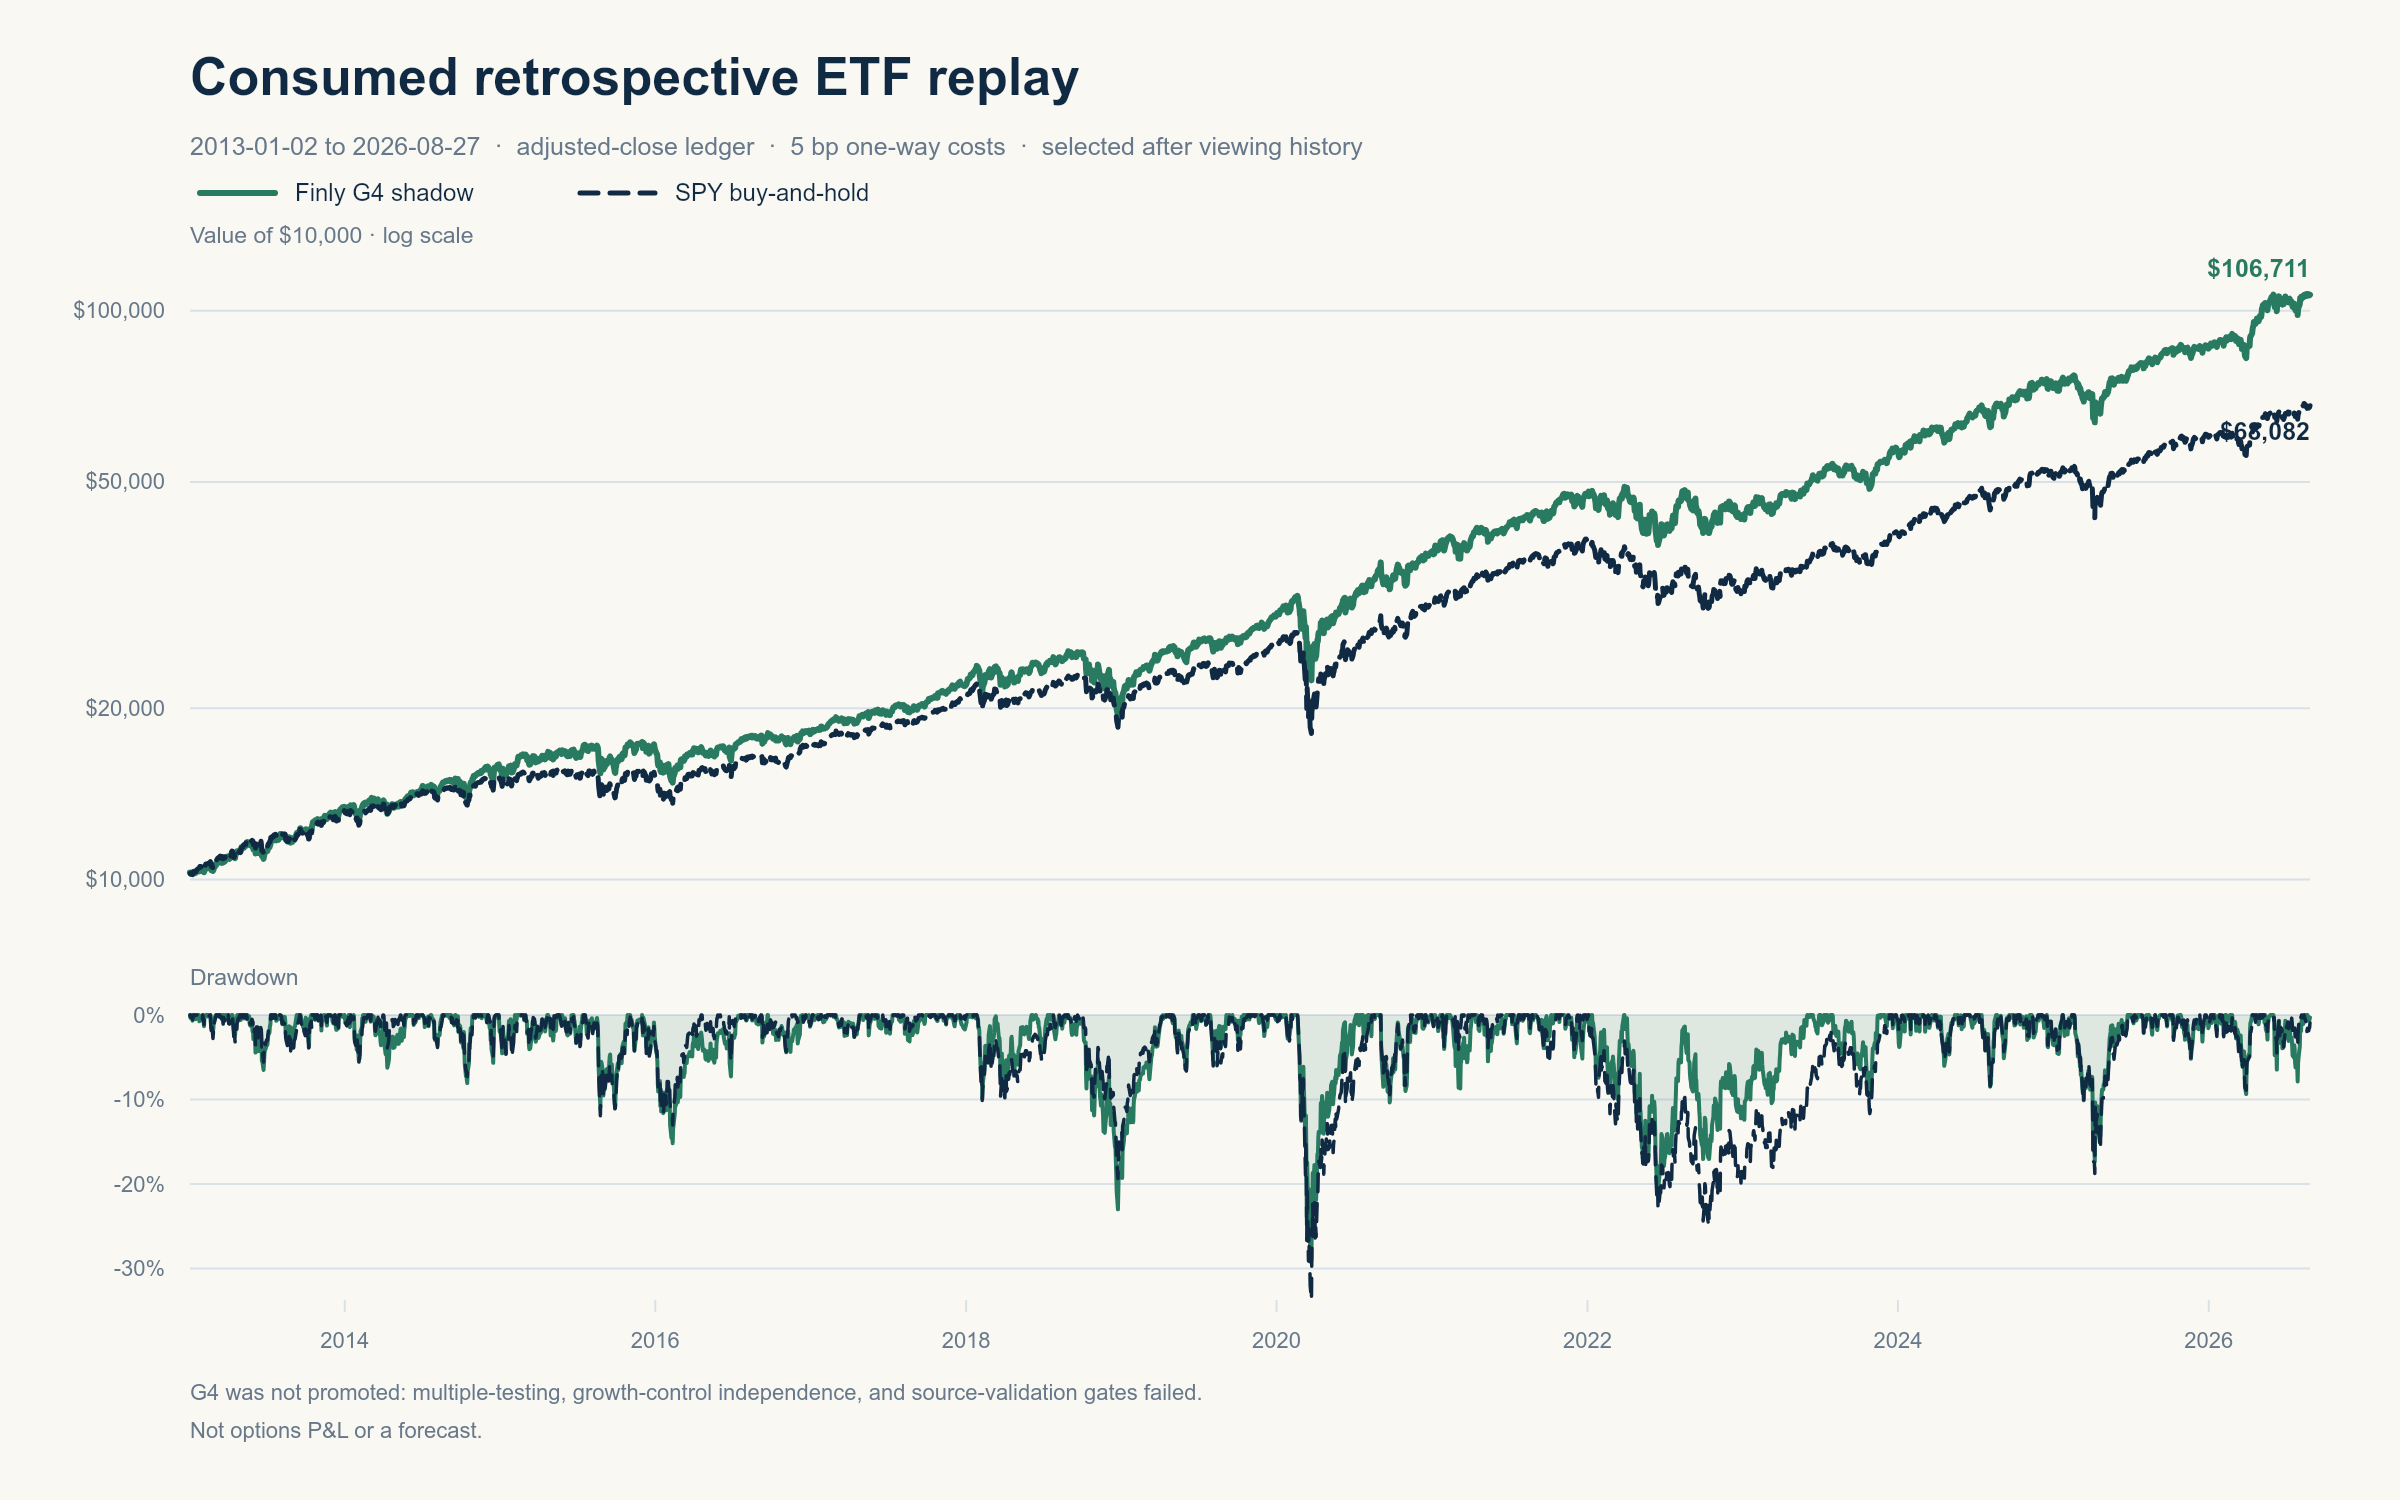 Consumed retrospective ETF replay
2013-01-02 to 2026-08-27 · adjusted-close ledger · 5 bp one-way costs · selected after viewing history
Finly G4 shadow SPY buy-and-hold
Value of $10,000 · log scale
$106,711
$100,000
$68,082
$50,000
$20,000
$10,000
Drawdown
0%
-10%
-20%
-30%
2014 2016 2018 2020 2022 2024 2026
G4 was not promoted: multiple-testing, growth-control independence, and source-validation gates failed.
Not options P&L or a forecast.